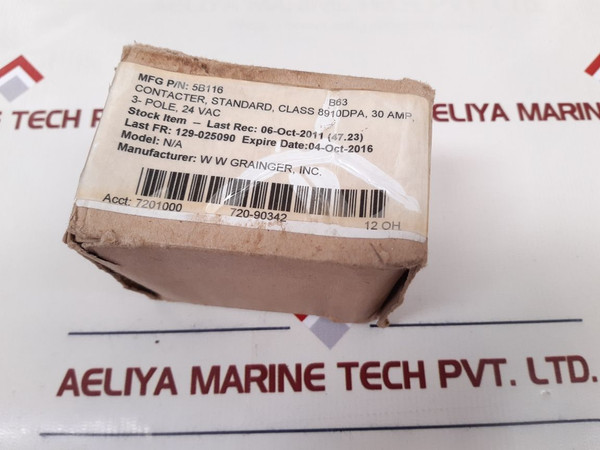 MFG P/N: 5B116 B63
CONTACTER, STANDARD, CLASS 8910DPA, 30 AMP,
3- POLE, 24 VAC
Stock Item – Last Rec: 06-Oct-2011 (47.23)
Last FR: 129-025090 Expire Date:04-Oct-2016
Model: N/A
Manufacturer: W W GRAINGER, INC.
Acct: 7201000 720-90342 12 OH
AELIYA MARINE
AELIYA MARINE TECH PVT. LTD.